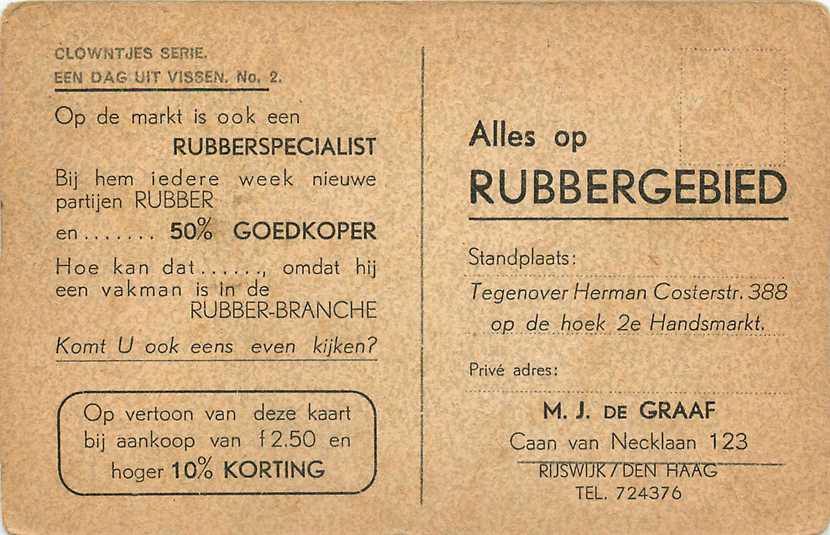 CLOWNTJES SERIE.
EEN DAG UIT VISSEN. No. 2.
Op de markt is ook een
RUBBERSPECIALIST
Bij hem iedere week nieuwe
partijen RUBBER
en....... 50% GOEDKOPER
Hoe kan dat......, omdat hij
een vakman is in de
RUBBER-BRANCHE
Komt U ook eens even kijken?
Op vertoon van deze kaart
bij aankoop van f 2.50 en
hoger 10% KORTING
Alles op
RUBBERGEBIED
Standplaats:
Tegenover Herman Costerstr. 388
op de hoek 2e Handsmarkt.
Privé adres:
M. J. DE GRAAF
Caan van Necklaan 123
RIJSWIJK / DEN HAAG
TEL. 724376